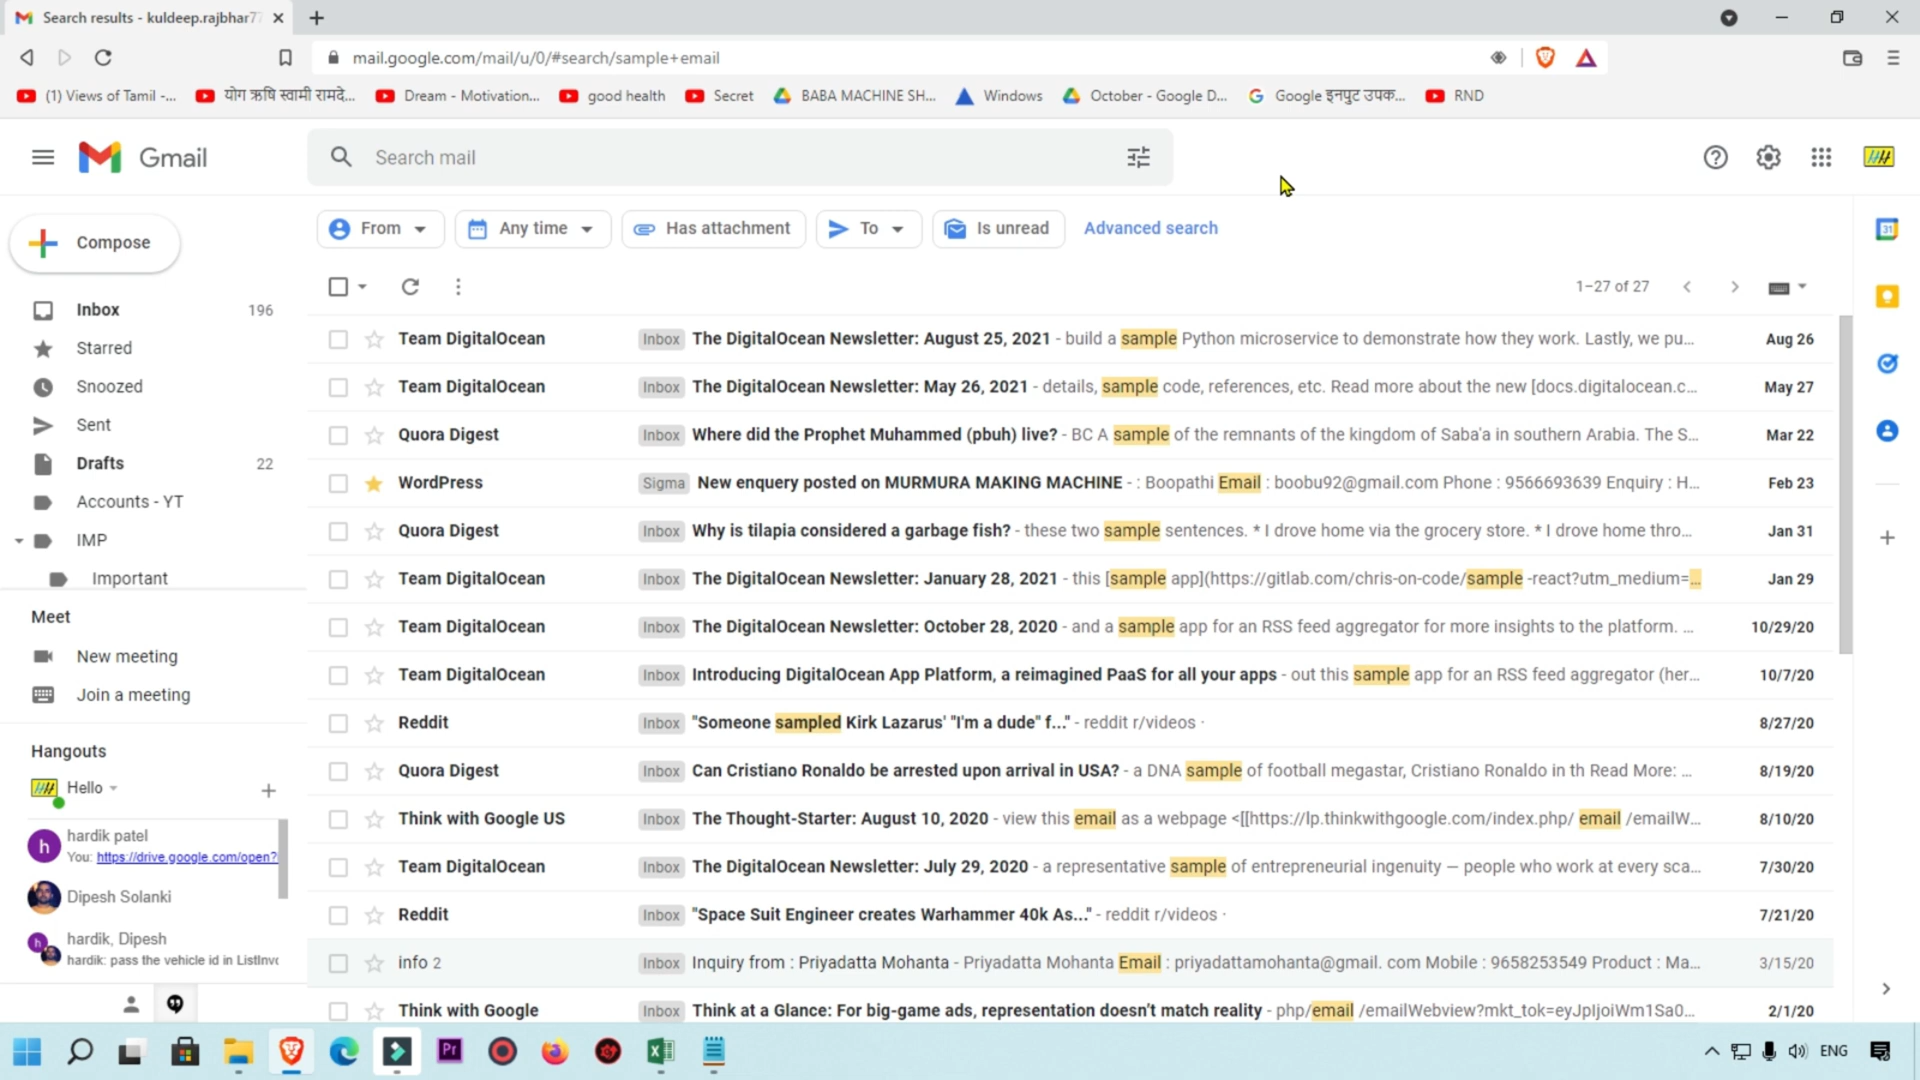 Search results - kuldeep.rajbhar77
mail.google.com/mail/u/0/#search/sample+email
(1) Views of Tamil -...
योग ऋषि स्वामी रामदे...
Dream - Motivation...
good health
Secret
BABA MACHINE SH...
Windows
October - Google D...
Google इनपुट उपक...
RND
Gmail
Search mail
Compose
From
Any time
Has attachment
To
Is unread
Advanced search
1–27 of 27
Inbox 196
Starred
Snoozed
Sent
Drafts 22
Accounts - YT
IMP
Important
Meet
New meeting
Join a meeting
Hangouts
Hello
hardik patel
You: https://drive.google.com/open?
Dipesh Solanki
hardik, Dipesh
hardik: pass the vehicle id in ListInvo
Team DigitalOcean Inbox The DigitalOcean Newsletter: August 25, 2021 - build a sample Python microservice to demonstrate how they work. Lastly, we pu... Aug 26
Team DigitalOcean Inbox The DigitalOcean Newsletter: May 26, 2021 - details, sample code, references, etc. Read more about the new [docs.digitalocean.c... May 27
Quora Digest Inbox Where did the Prophet Muhammed (pbuh) live? - BC A sample of the remnants of the kingdom of Saba'a in southern Arabia. The S... Mar 22
WordPress Sigma New enquery posted on MURMURA MAKING MACHINE - : Boopathi Email : boobu92@gmail.com Phone : 9566693639 Enquiry : H... Feb 23
Quora Digest Inbox Why is tilapia considered a garbage fish? - these two sample sentences. * I drove home via the grocery store. * I drove home thro... Jan 31
Team DigitalOcean Inbox The DigitalOcean Newsletter: January 28, 2021 - this [sample app](https://gitlab.com/chris-on-code/sample -react?utm_medium=... Jan 29
Team DigitalOcean Inbox The DigitalOcean Newsletter: October 28, 2020 - and a sample app for an RSS feed aggregator for more insights to the platform. ... 10/29/20
Team DigitalOcean Inbox Introducing DigitalOcean App Platform, a reimagined PaaS for all your apps - out this sample app for an RSS feed aggregator (her... 10/7/20
Reddit Inbox "Someone sampled Kirk Lazarus' "I'm a dude" f..." - reddit r/videos · 8/27/20
Quora Digest Inbox Can Cristiano Ronaldo be arrested upon arrival in USA? - a DNA sample of football megastar, Cristiano Ronaldo in th Read More: ... 8/19/20
Think with Google US Inbox The Thought-Starter: August 10, 2020 - view this email as a webpage <[[https://lp.thinkwithgoogle.com/index.php/ email /emailW... 8/10/20
Team DigitalOcean Inbox The DigitalOcean Newsletter: July 29, 2020 - a representative sample of entrepreneurial ingenuity — people who work at every sca... 7/30/20
Reddit Inbox "Space Suit Engineer creates Warhammer 40k As..." - reddit r/videos · 7/21/20
info 2 Inbox Inquiry from : Priyadatta Mohanta - Priyadatta Mohanta Email : priyadattamohanta@gmail. com Mobile : 9658253549 Product : Ma... 3/15/20
Think with Google Inbox Think at a Glance: For big-game ads, representation doesn't match reality - php/email /emailWebview?mkt_tok=eyJpIjoiWm1Sa0... 2/1/20
31
h
Pr
ENG